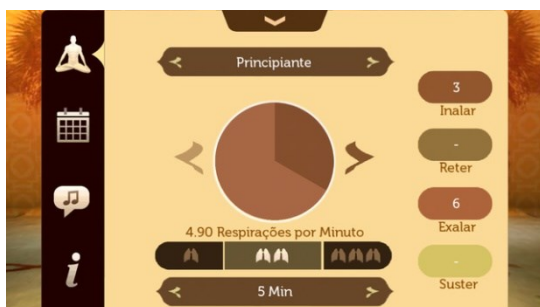 Principiante
3
Inalar
-
Reter
6
Exalar
-
Suster
4.90 Respirações por Minuto
5 Min
i